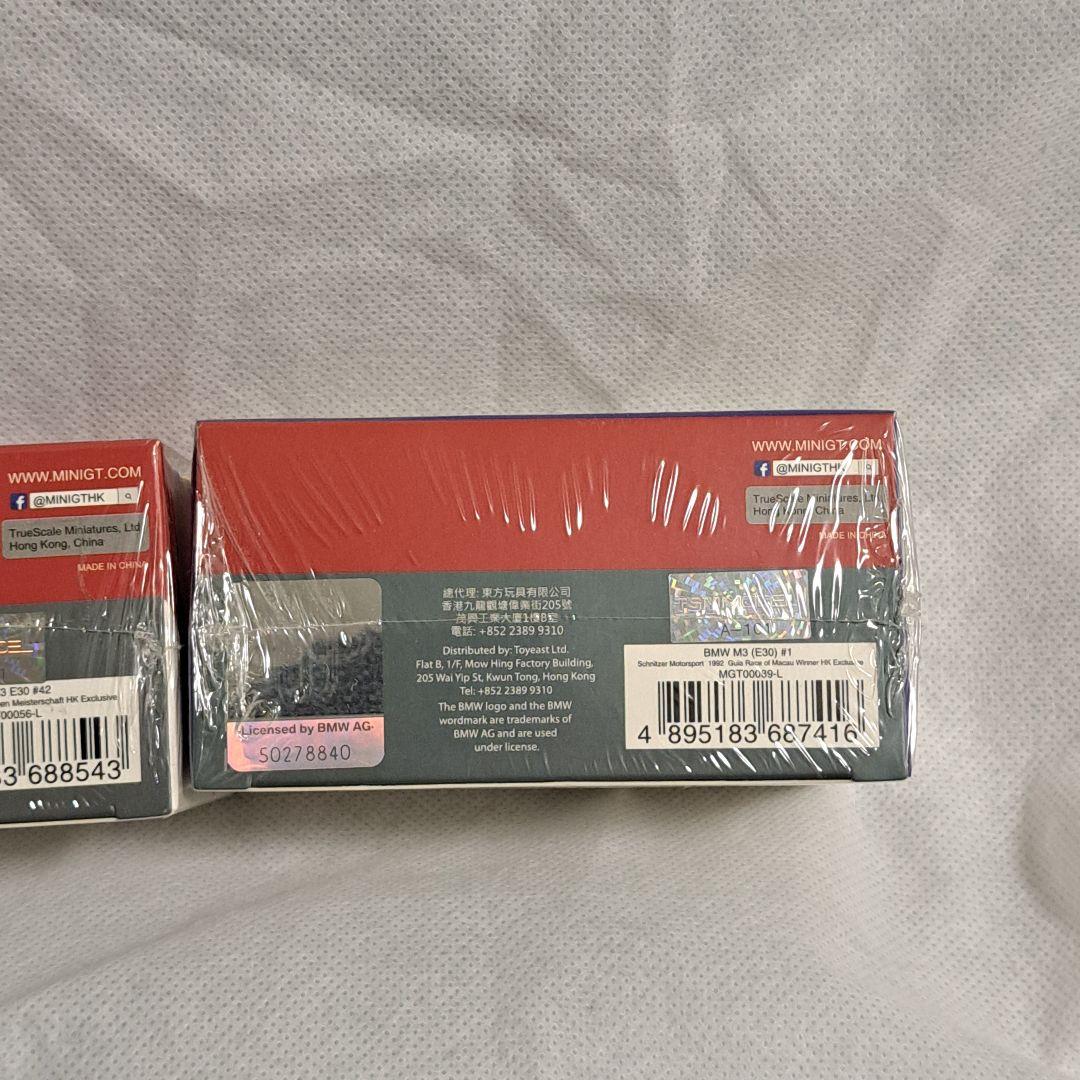 WWW.MINIGT.COM
@MINIGTHK
TrueScale Miniatures, Ltd
Hong Kong, China
MADE IN CHINA
3 E30 #42
en Meisterschaft HK Exclusive
00056-L
3 688543
WWW.MINIGT.COM
@MINIGTHK
TrueScale Miniatures, Ltd
Hong Kong, China
MADE IN CHINA
總代理: 東方玩具有限公司
香港九龍觀塘偉業街205號
茂興工業大廈1樓B室
電話: +852 2389 9310
Distributed by: Toyeast Ltd.
Flat B, 1/F, Mow Hing Factory Building,
205 Wai Yip St, Kwun Tong, Hong Kong
Tel: +852 2389 9310
The BMW logo and the BMW
wordmark are trademarks of
BMW AG and are used
under license.
Licensed by BMW AG
50278840
BMW M3 (E30) #1
Schnitzer Motorsport 1992 Guia Race of Macau Winner HK Exclusive
MGT00039-L
4 895183 687416